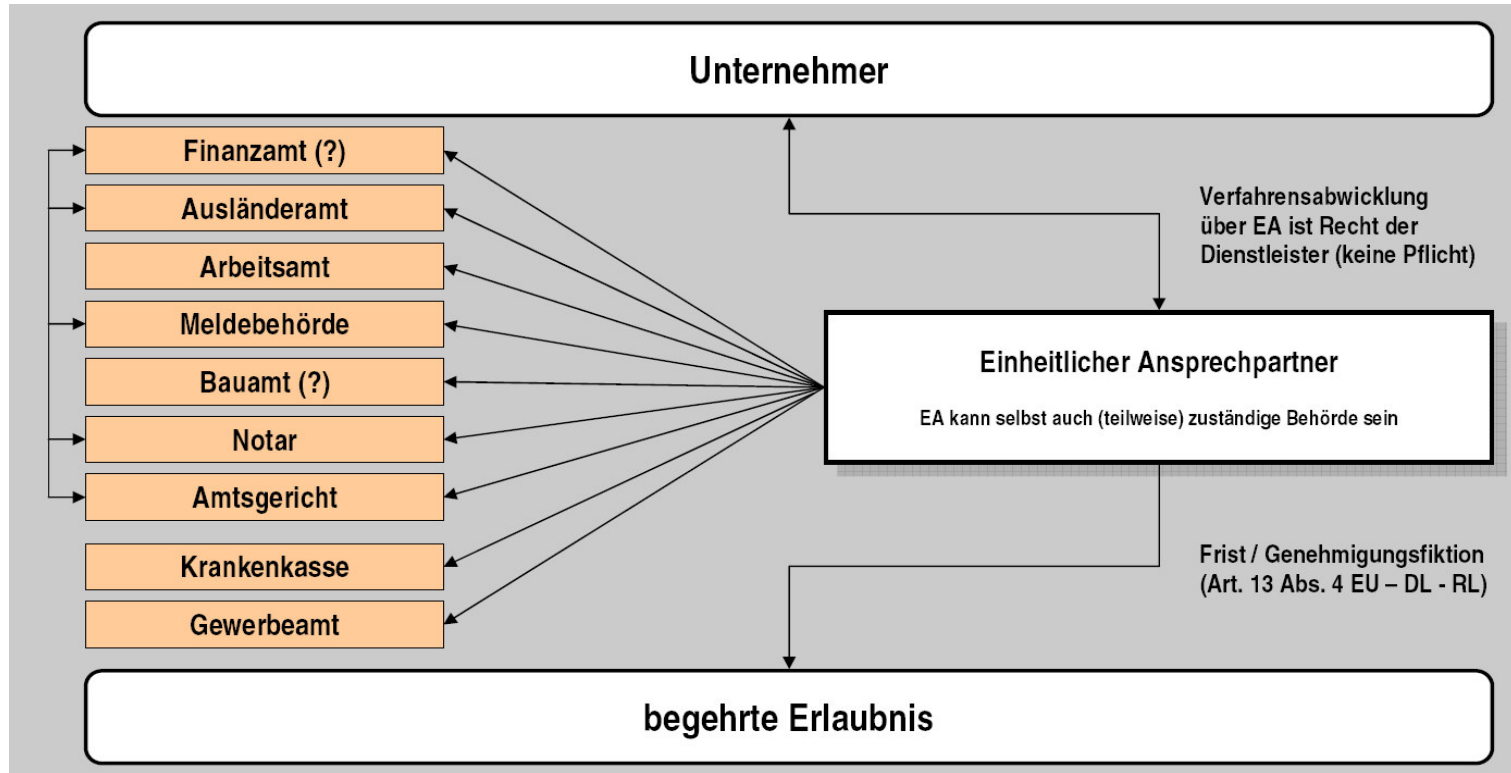 Unternehmer
Finanzamt (?)
Ausländeramt
Arbeitsamt
Meldebehörde
Bauamt (?)
Notar
Amtsgericht
Krankenkasse
Gewerbeamt
Verfahrensabwicklung
über EA ist Recht der
Dienstleister (keine Pflicht)
Einheitlicher Ansprechpartner
EA kann selbst auch (teilweise) zuständige Behörde sein
Frist / Genehmigungsfiktion
(Art. 13 Abs. 4 EU – DL - RL)
begehrte Erlaubnis